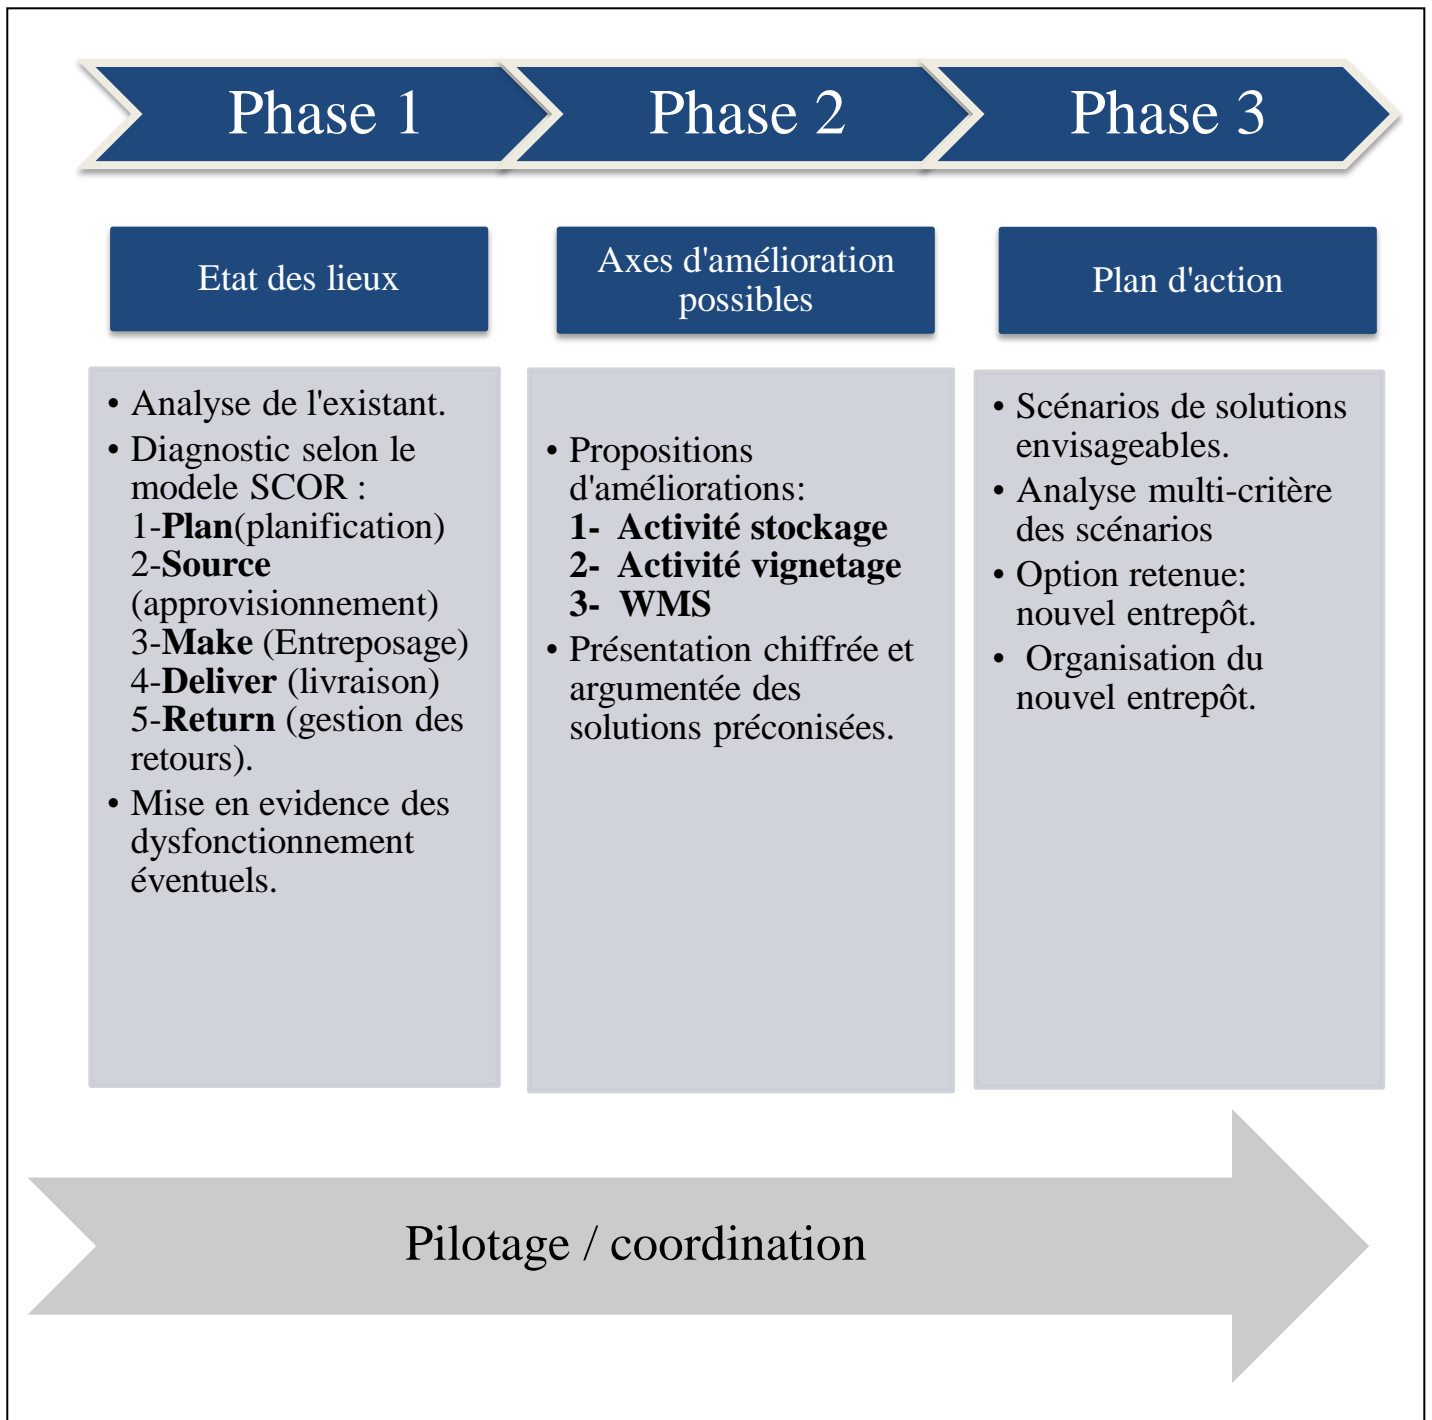 Phase 1
Phase 2
Phase 3
Etat des lieux
Axes d'amélioration
possibles
Plan d'action
• Analyse de l'existant.
• Diagnostic selon le
modele SCOR :
1-Plan(planification)
2-Source
(approvisionnement)
3-Make (Entreposage)
4-Deliver (livraison)
5-Return (gestion des
retours).
• Mise en evidence des
dysfonctionnement
éventuels.
• Propositions
d'améliorations:
1- Activité stockage
2- Activité vignetage
3- WMS
• Présentation chiffrée et
argumentée des
solutions préconisées.
• Scénarios de solutions
envisageables.
• Analyse multi-critère
des scénarios
• Option retenue:
nouvel entrepôt.
• Organisation du
nouvel entrepôt.
Pilotage / coordination